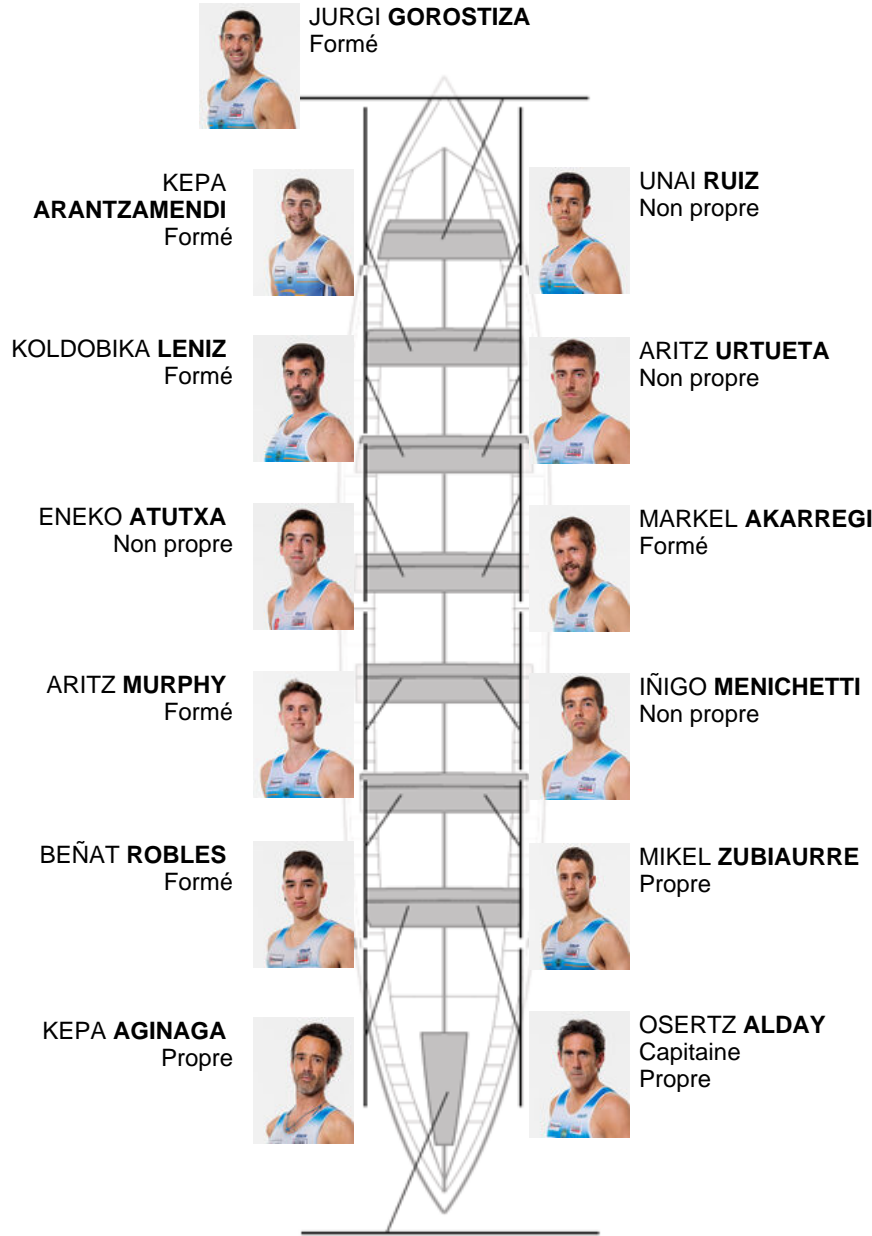 JURGI GOROSTIZA
Formé
KEPA
ARANTZAMENDI
Formé
UNAI RUIZ
Non propre
KOLDOBIKA LENIZ
Formé
ARITZ URTUETA
Non propre
ENEKO ATUTXA
Non propre
MARKEL AKARREGI
Formé
ARITZ MURPHY
Formé
IÑIGO MENICHETTI
Non propre
BEÑAT ROBLES
Formé
MIKEL ZUBIAURRE
Propre
KEPA AGINAGA
Propre
OSERTZ ALDAY
Capitaine
Propre